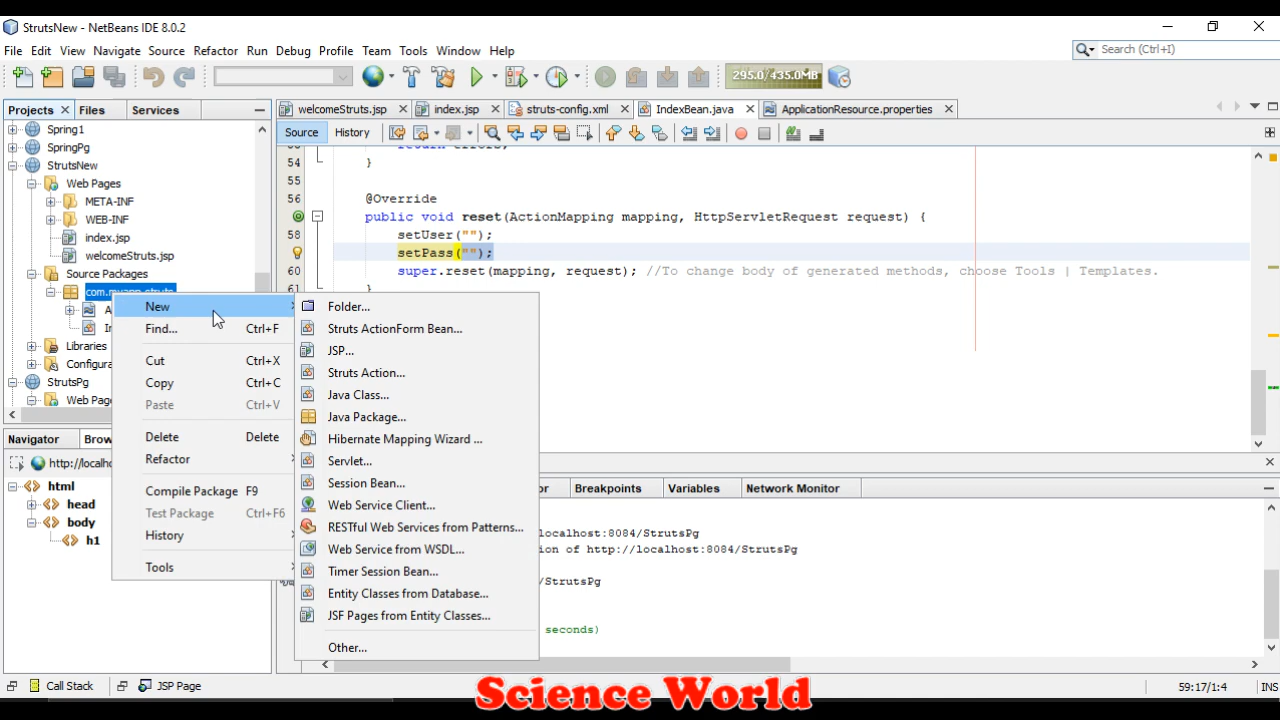 StrutsNew - NetBeans IDE 8.0.2
File Edit View Navigate Source Refactor Run Debug Profile Team Tools Window Help
Search (Ctrl+I)
295.0/435.0MB
Projects Files Services
welcomeStruts.jsp index.jsp struts-config.xml IndexBean.java ApplicationResource.properties
Source History
Spring1
SpringPg
StrutsNew
Web Pages
META-INF
WEB-INF
index.jsp
welcomeStruts.jsp
Source Packages
com.myapp.struts
Libraries
StrutsPg
54 }
55
56 @Override
public void reset(ActionMapping mapping, HttpServletRequest request) {
58 setUser("");
setPass("");
60 super.reset(mapping, request); //To change body of generated methods, choose Tools | Templates.
}
New
Find... Ctrl+F
Cut Ctrl+X
Copy Ctrl+C
Paste Ctrl+V
Delete Delete
Refactor
Compile Package F9
Test Package Ctrl+F6
History
Tools
Folder...
Struts ActionForm Bean...
JSP...
Struts Action...
Java Class...
Java Package...
Hibernate Mapping Wizard ...
Servlet...
Session Bean...
Web Service Client...
RESTful Web Services from Patterns...
Web Service from WSDL...
Timer Session Bean...
Entity Classes from Database...
JSF Pages from Entity Classes...
Other...
Navigator
http://localh
html
head
body
h1
Breakpoints Variables Network Monitor
localhost:8084/StrutsPg
ion of http://localhost:8084/StrutsPg
/StrutsPg
seconds)
Call Stack JSP Page
59:17/1:4 INS
Science World